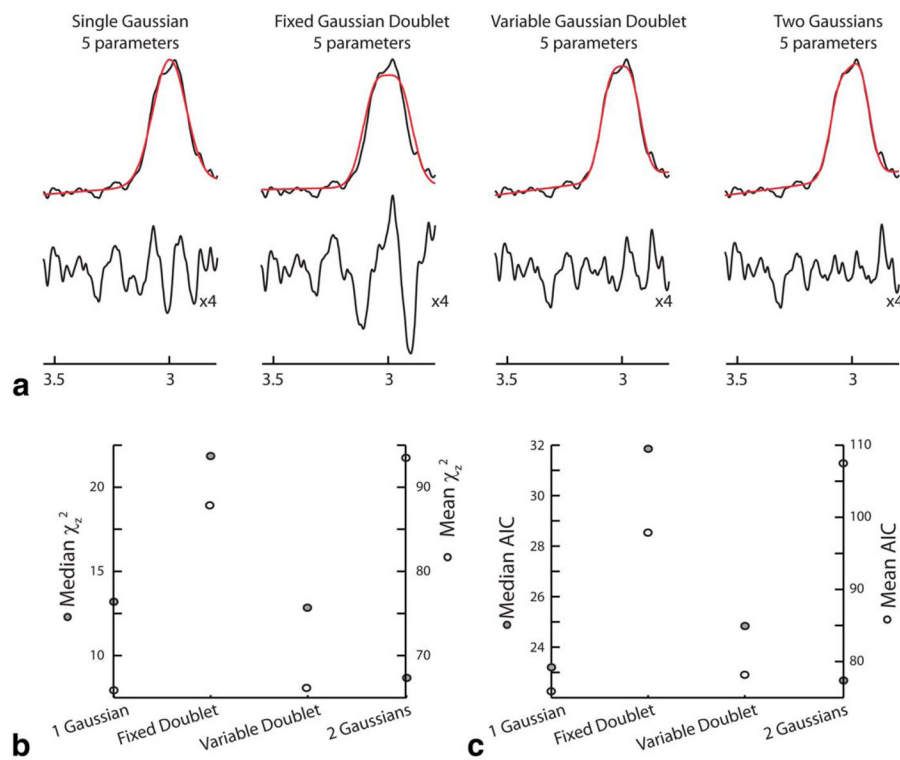 Single Gaussian
5 parameters
Fixed Gaussian Doublet
5 parameters
Variable Gaussian Doublet
5 parameters
Two Gaussians
5 parameters
x4
x4
x4
x4
3.5 3
3.5 3
3.5 3
3.5 3
a
20
15
10
Median χz²
90
80
70
Mean χz²
1 Gaussian
Fixed Doublet
Variable Doublet
2 Gaussians
b
32
30
28
26
24
Median AIC
110
100
90
80
Mean AIC
1 Gaussian
Fixed Doublet
Variable Doublet
2 Gaussians
c